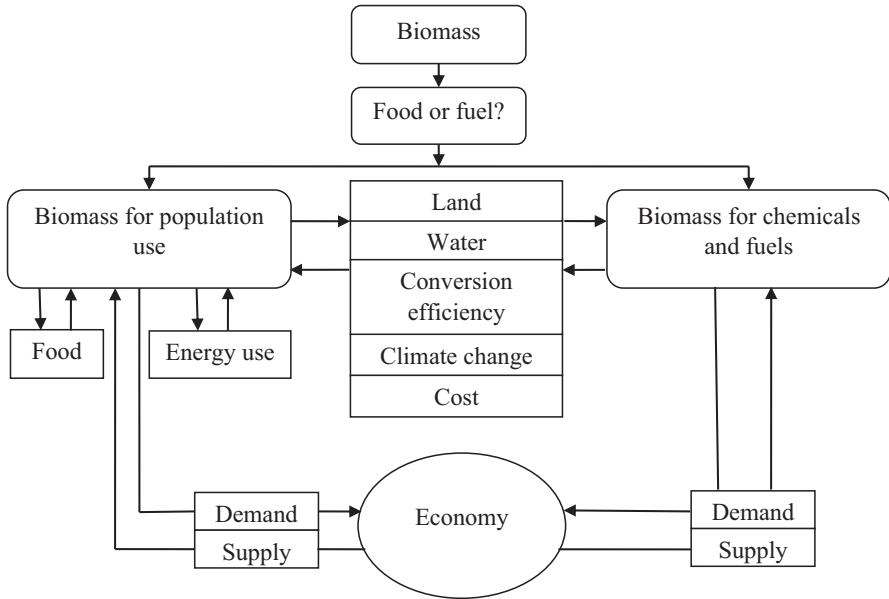 Biomass
Food or fuel?
Biomass for population
use
Land
Water
Conversion
efficiency
Climate change
Cost
Biomass for chemicals
and fuels
Food
Energy use
Demand
Supply
Economy
Demand
Supply